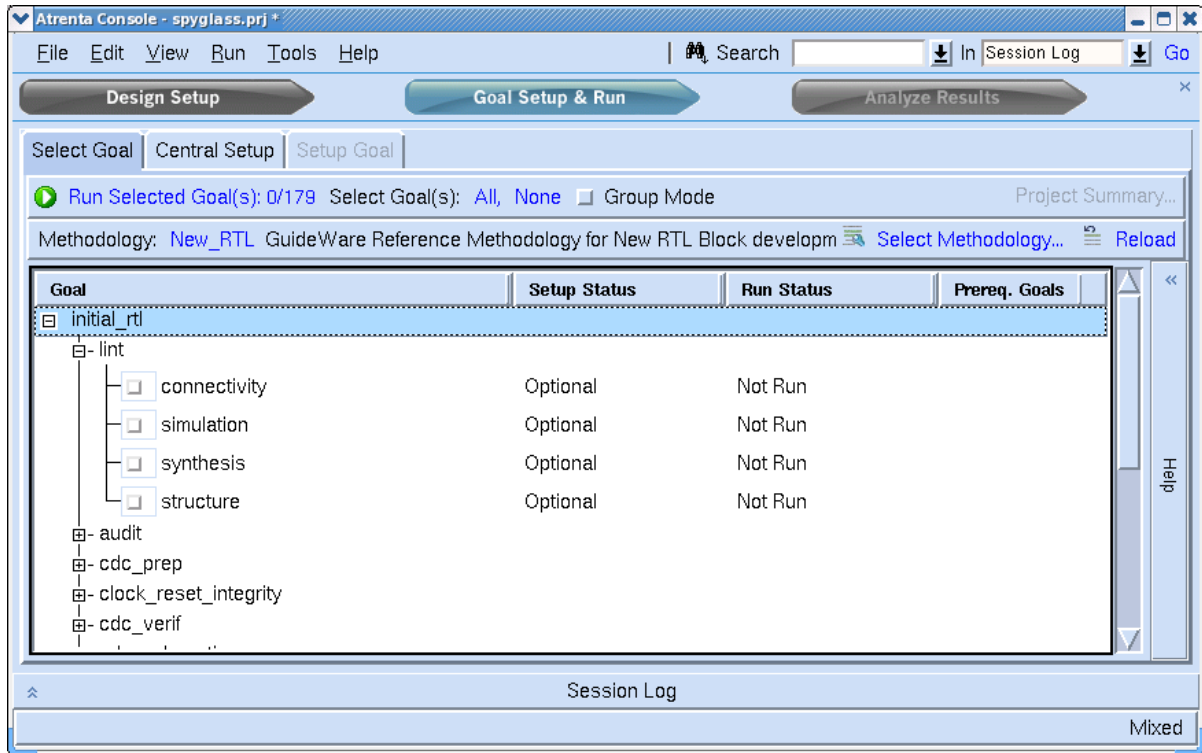 Atrenta Console - spyglass.prj *
File Edit View Run Tools Help Search In Session Log Go
Design Setup Goal Setup & Run Analyze Results
Select Goal Central Setup Setup Goal
Run Selected Goal(s): 0/179 Select Goal(s): All, None Group Mode Project Summary...
Methodology: New_RTL GuideWare Reference Methodology for New RTL Block developm Select Methodology... Reload
Goal Setup Status Run Status Prereq. Goals
initial_rtl
lint
connectivity Optional Not Run
simulation Optional Not Run
synthesis Optional Not Run
structure Optional Not Run
audit
cdc_prep
clock_reset_integrity
cdc_verif
Help
Session Log
Mixed